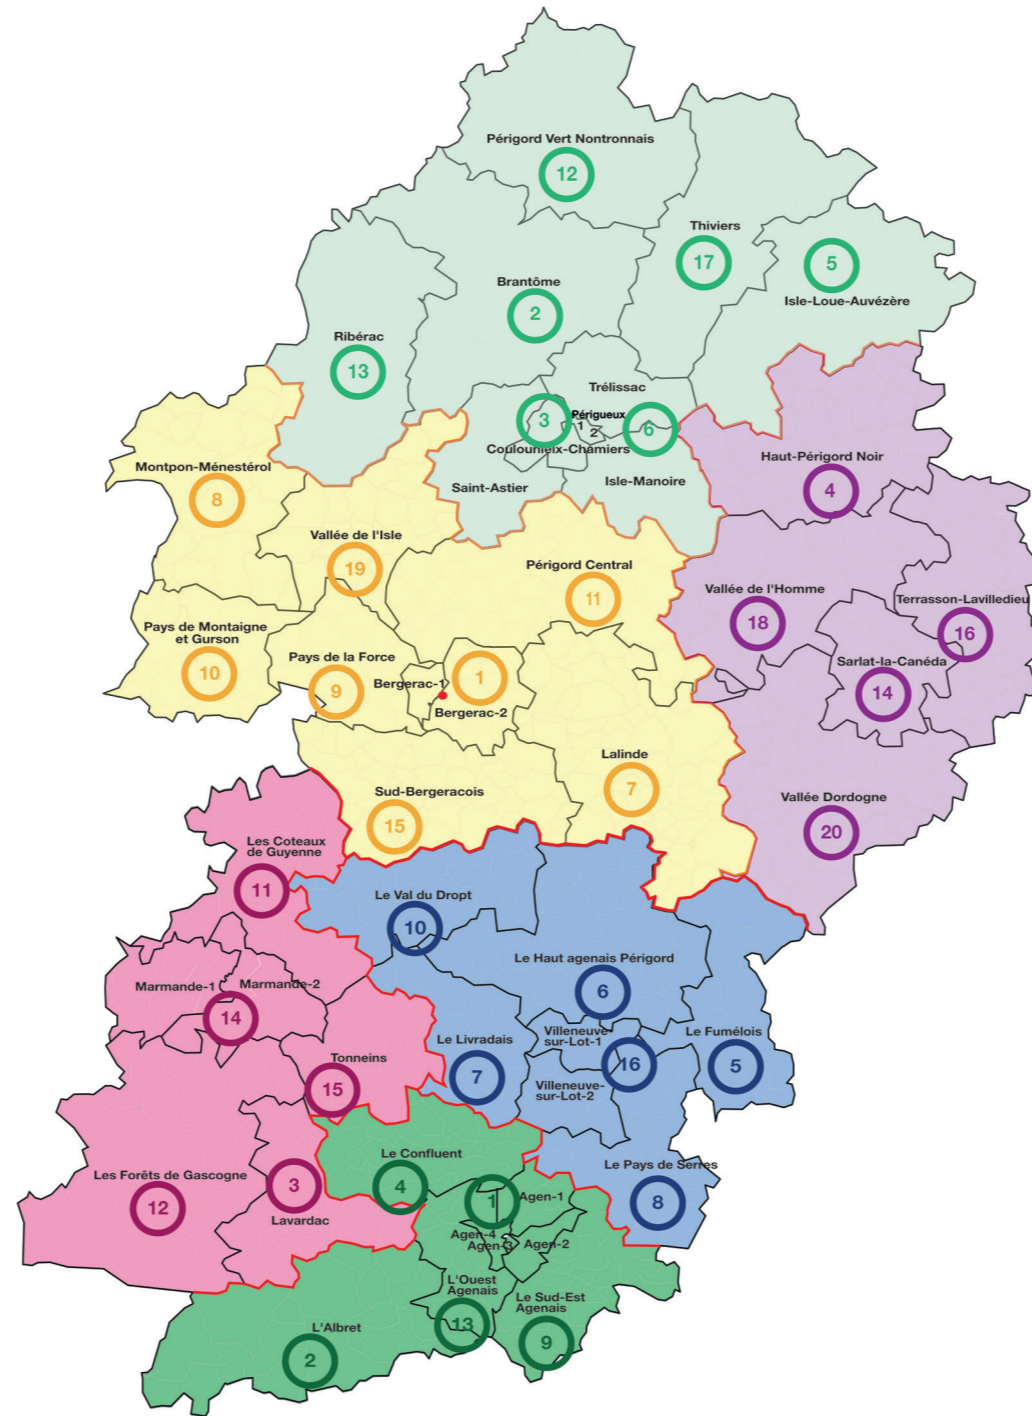 Périgord Vert Nontronnais
12
Thiviers
17
5
Isle-Loue-Auvézère
Brantôme
2
Ribérac
13
Trélissac
3
Périgueux
1
2
6
Coulounieix-Chamiers
Saint-Astier
Isle-Manoire
Haut-Périgord Noir
4
Montpon-Ménestérol
8
Vallée de l'Isle
19
Périgord Central
11
Vallée de l'Homme
18
Terrasson-Lavilledieu
16
Pays de Montaigne
et Gurson
10
Pays de la Force
9
Bergerac-1
1
Bergerac-2
Sarlat-la-Canéda
14
Lalinde
7
Sud-Bergeracois
15
Vallée Dordogne
20
Les Coteaux
de Guyenne
11
Le Val du Dropt
10
Le Haut agenais Périgord
6
Marmande-1
Marmande-2
14
Tonneins
15
Le Livradais
7
Villeneuve-
sur-Lot-1
16
Villeneuve-
sur-Lot-2
Le Fumélois
5
Les Forêts de Gascogne
12
3
Lavardac
Le Confluent
4
1
Agen-1
Agen-4
Agen-3
Agen-2
Le Pays de Serres
8
L'Ouest
Agenais
13
Le Sud-Est
Agenais
9
L'Albret
2